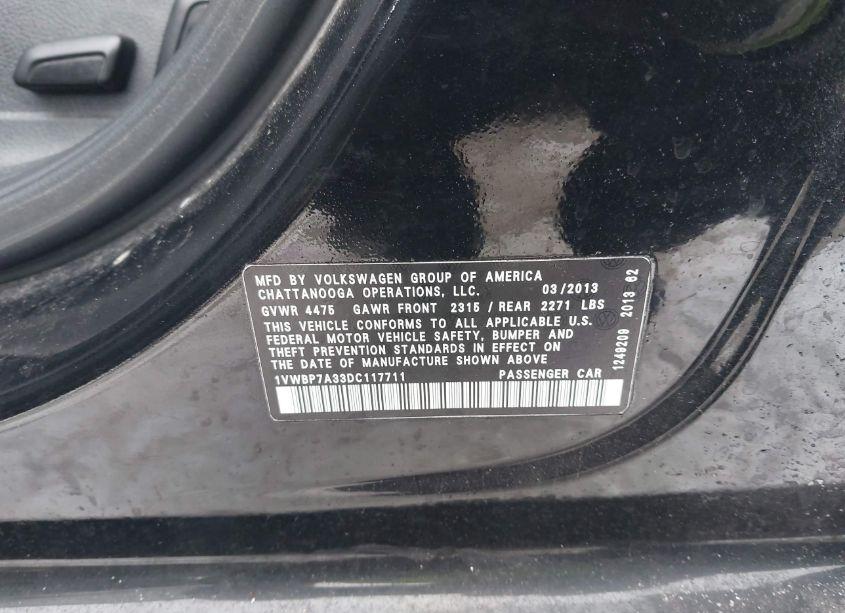 MFD BY VOLKSWAGEN GROUP OF AMERICA
CHATTANOOGA OPERATIONS, LLC. 03/2013
GVWR 4475 GAWR FRONT 2315 / REAR 2271 LBS
THIS VEHICLE CONFORMS TO ALL APPLICABLE U.S.
FEDERAL MOTOR VEHICLE SAFETY, BUMPER AND
THEFT PREVENTION STANDARDS IN EFFECT ON
THE DATE OF MANUFACTURE SHOWN ABOVE
1VWBP7A33DC117711 PASSENGER CAR
1249209 2013 62